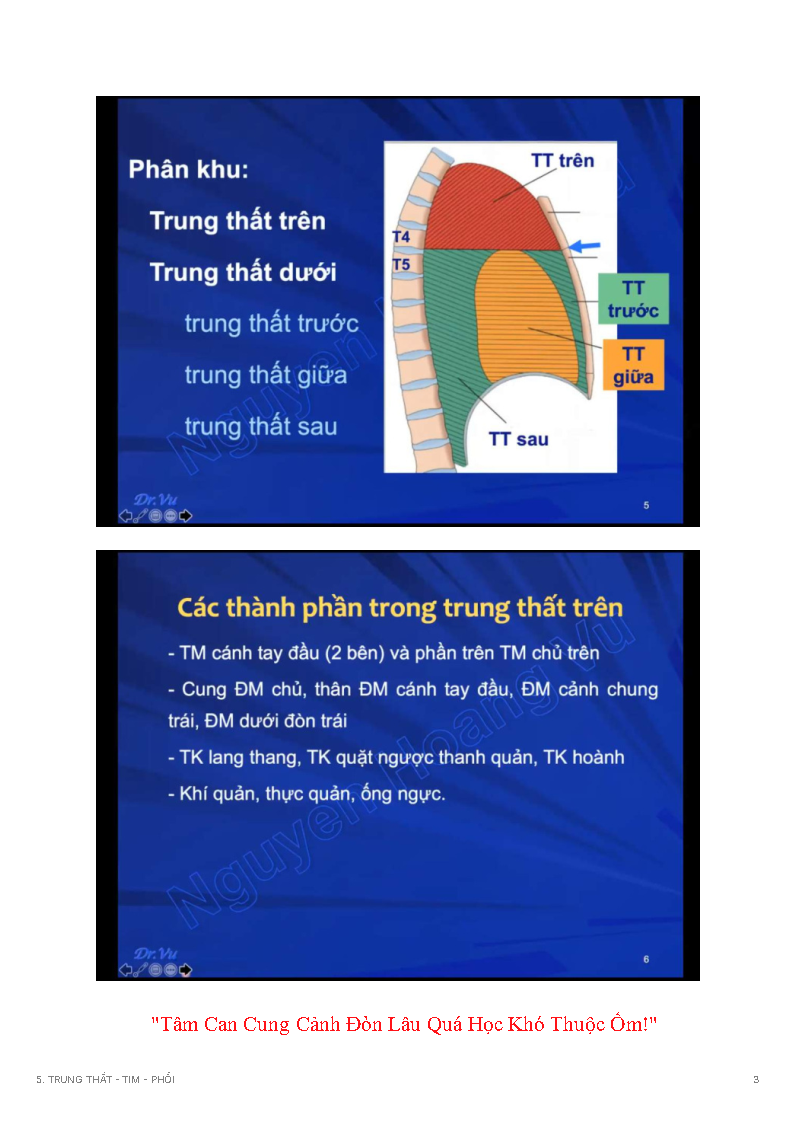 Phân khu:
Trung thất trên
Trung thất dưới
trung thất trước
trung thất giữa
trung thất sau
TT trên
T4
T5
TT
trước
TT
giữa
TT sau
Nguyen
u
Dr.Vu
5
Các thành phần trong trung thất trên
- TM cánh tay đầu (2 bên) và phần trên TM chủ trên
- Cung ĐM chủ, thân ĐM cánh tay đầu, ĐM cảnh chung
trái, ĐM dưới đòn trái
- TK lang thang, TK quặt ngược thanh quản, TK hoành
- Khí quản, thực quản, ống ngực.
Nguyen Hoang Vu
Dr.Vu
6
"Tâm Can Cung Cảnh Đòn Lâu Quá Học Khó Thuộc Ốm!"
5. TRUNG THẤT - TIM - PHỔI
3